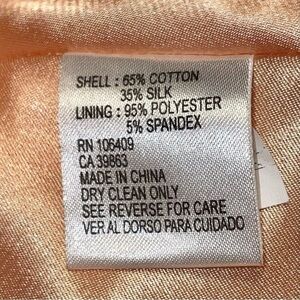 SHELL : 65% COTTON
35% SILK
LINING : 95% POLYESTER
5% SPANDEX
RN 106409
CA 39863
MADE IN CHINA
DRY CLEAN ONLY
SEE REVERSE FOR CARE
VER AL DORSO PARA CUIDADO